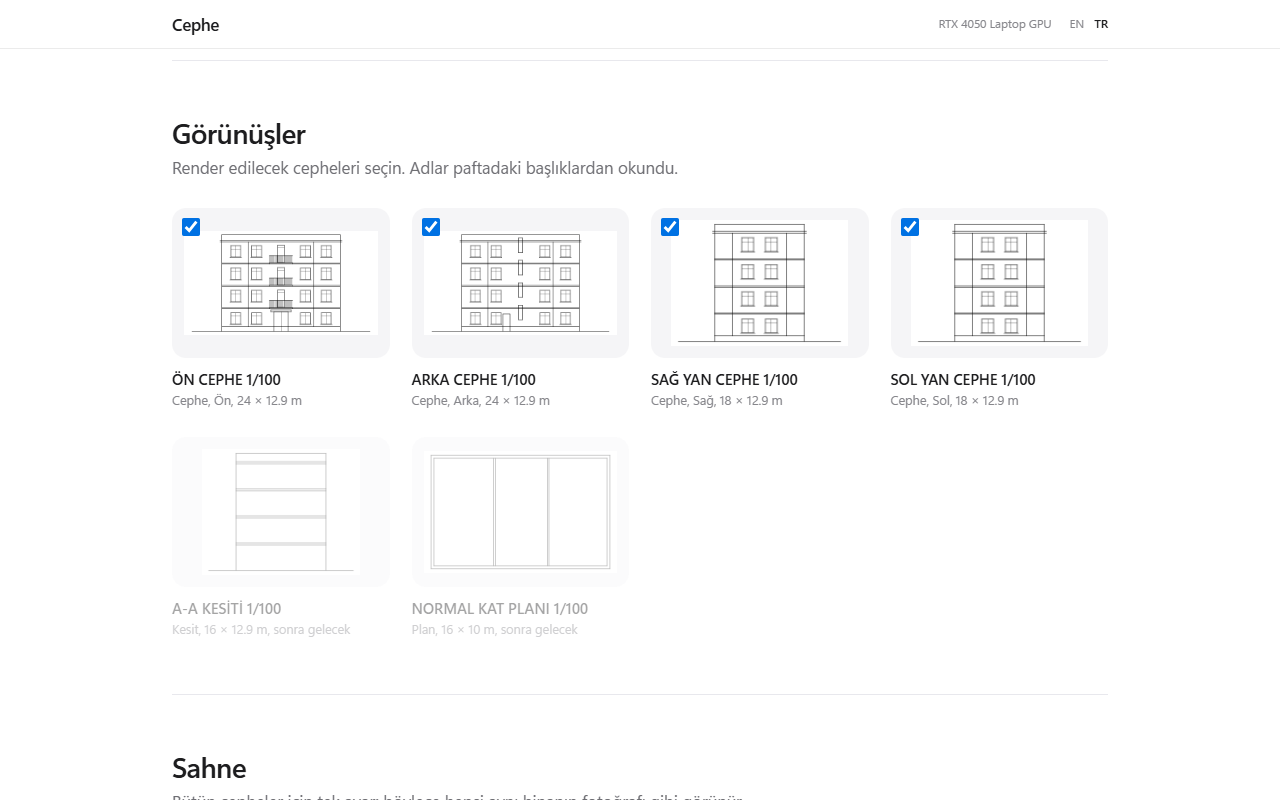 Cephe
RTX 4050 Laptop GPU EN TR
Görünüşler
Render edilecek cepheleri seçin. Adlar paftadaki başlıklardan okundu.
ÖN CEPHE 1/100
Cephe, Ön, 24 × 12.9 m
ARKA CEPHE 1/100
Cephe, Arka, 24 × 12.9 m
SAĞ YAN CEPHE 1/100
Cephe, Sağ, 18 × 12.9 m
SOL YAN CEPHE 1/100
Cephe, Sol, 18 × 12.9 m
A-A KESİTİ 1/100
Kesit, 16 × 12.9 m, sonra gelecek
NORMAL KAT PLANI 1/100
Plan, 16 × 10 m, sonra gelecek
Sahne